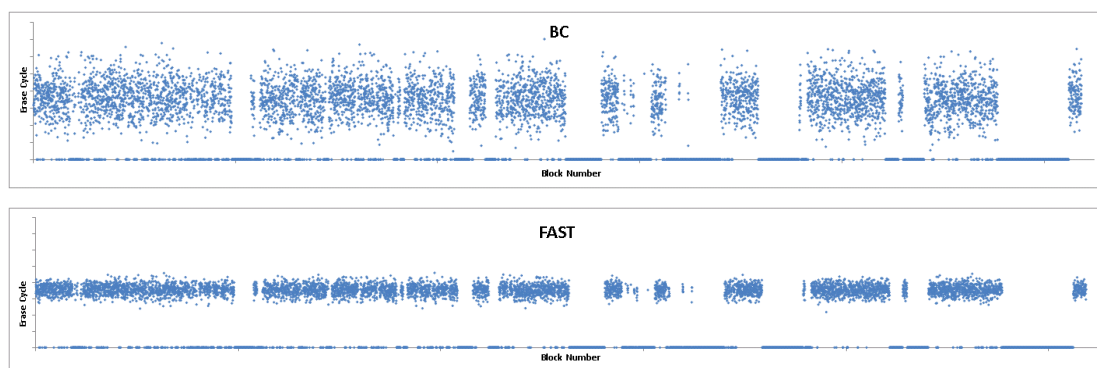 BC
Erase Cycle
Block Number
FAST
Erase Cycle
Block Number